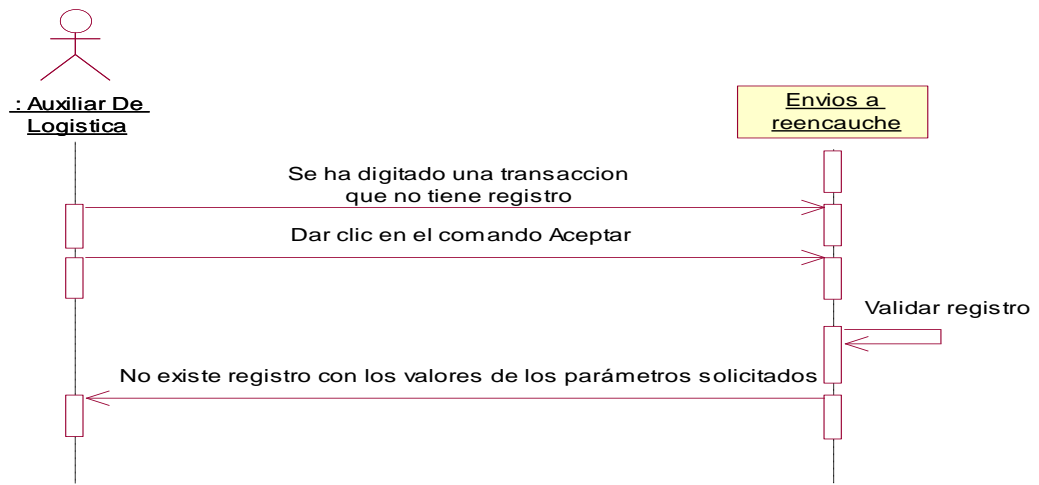 : Auxiliar De
Logistica
Envios a
reencauche
Se ha digitado una transaccion
que no tiene registro
Dar clic en el comando Aceptar
Validar registro
No existe registro con los valores de los parámetros solicitados